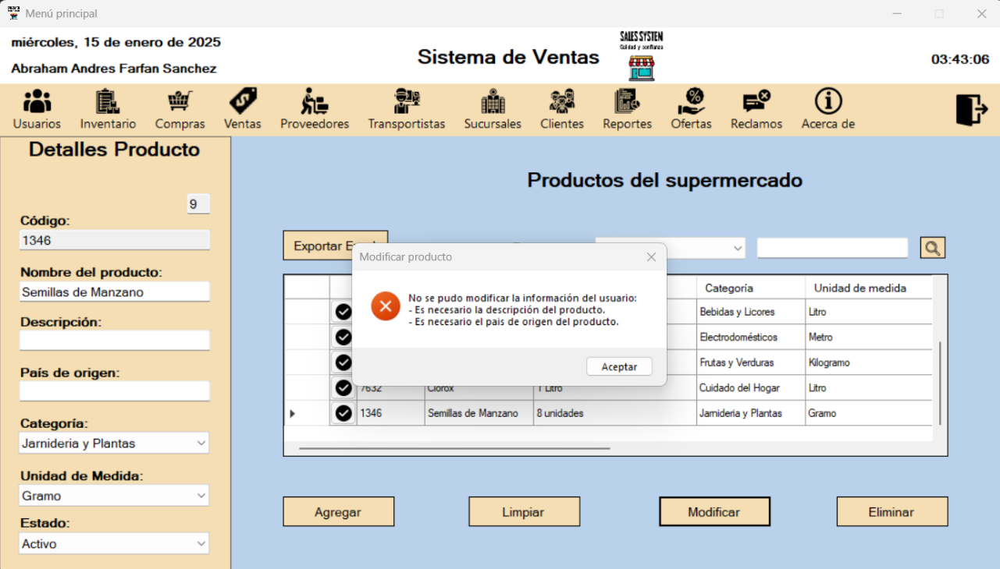 Menú principal
miércoles, 15 de enero de 2025
Abraham Andres Farfan Sanchez
Sistema de Ventas
SALES SYSTEN
Calidad y confianza
03:43:06
Usuarios
Inventario
Compras
Ventas
Proveedores
Transportistas
Sucursales
Clientes
Reportes
Ofertas
Reclamos
Acerca de
Detalles Producto
9
Código:
1346
Nombre del producto:
Semillas de Manzano
Descripción:
País de origen:
Categoría:
Jarnideria y Plantas
Unidad de Medida:
Gramo
Estado:
Activo
Productos del supermercado
Exportar
Modificar producto
No se pudo modificar la información del usuario:
- Es necesario la descripción del producto.
- Es necesario el pais de origen del producto.
Aceptar
Categoría Unidad de medida
Bebidas y Licores Litro
Electrodomésticos Metro
Frutas y Verduras Kilogramo
7632 Clorox 1 Litro Cuidado del Hogar Litro
1346 Semillas de Manzano 8 unidades Jarnideria y Plantas Gramo
Agregar
Limpiar
Modificar
Eliminar